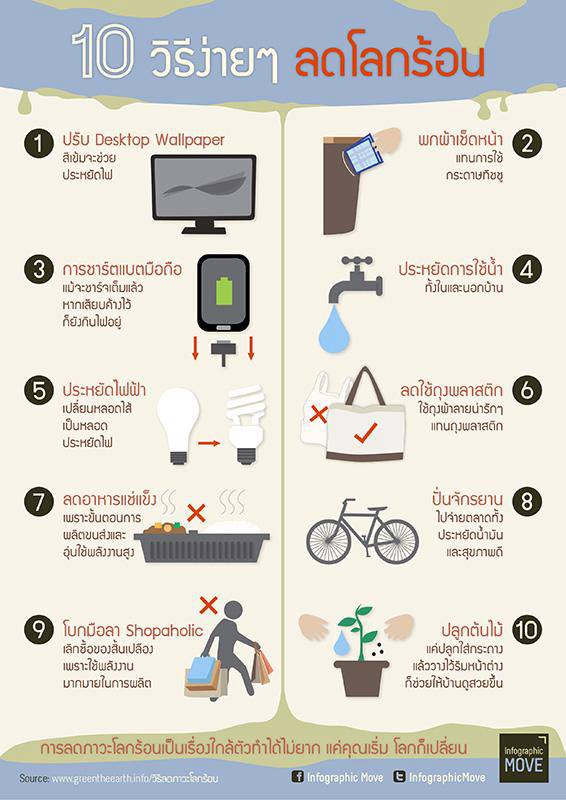 10 วิธีง่ายๆ ลดโลกร้อน
1
ปรับ Desktop Wallpaper
สีเข้มจะช่วย
ประหยัดไฟ
2
พกผ้าเช็ดหน้า
แทนการใช้
กระดาษทิชชู
3
การชาร์ตแบตมือถือ
แม้จะชาร์จเต็มแล้ว
หากเสียบค้างไว้
ก็ยังกินไฟอยู่
4
ประหยัดการใช้น้ำ
ทั้งในและนอกบ้าน
5
ประหยัดไฟฟ้า
เปลี่ยนหลอดไส้
เป็นหลอด
ประหยัดไฟ
6
ลดใช้ถุงพลาสติก
ใช้ถุงผ้าลายน่ารักๆ
แทนถุงพลาสติก
7
ลดอาหารแช่แข็ง
เพราะขั้นตอนการ
ผลิตขนส่งและ
อุ่นใช้พลังงานสูง
8
ปั่นจักรยาน
ไปจ่ายตลาดทั้ง
ประหยัดน้ำมัน
และสุขภาพดี
9
โบกมือลา Shopaholic
เลิกซื้อของสิ้นเปลือง
เพราะใช้พลังงาน
มากมายในการผลิต
10
ปลูกต้นไม้
แค่ปลูกใส่กระถาง
แล้ววางไว้ริมหน้าต่าง
ก็ช่วยให้บ้านดูสวยขึ้น
การลดภาวะโลกร้อนเป็นเรื่องใกล้ตัวทำได้ไม่ยาก แค่คุณเริ่ม โลกก็เปลี่ยน
Infographic
MOVE
Source: www.greentheearth.info/วิธีลดภาวะโลกร้อน
Infographic Move
InfographicMove